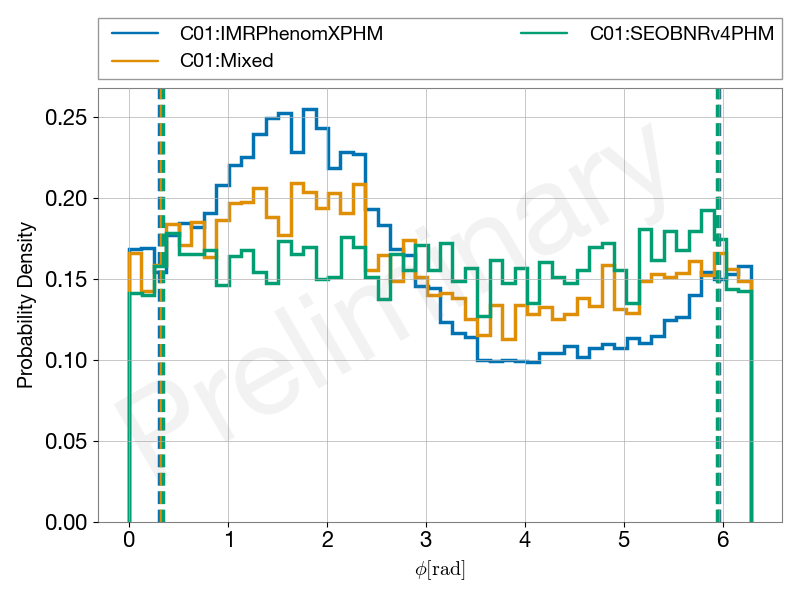 C01:IMRPhenomXPHM
C01:Mixed
C01:SEOBNRv4PHM
0.25
0.20
0.15
0.10
0.05
0.00
Probability Density
Preliminary
0 1 2 3 4 5 6
ϕ[rad]